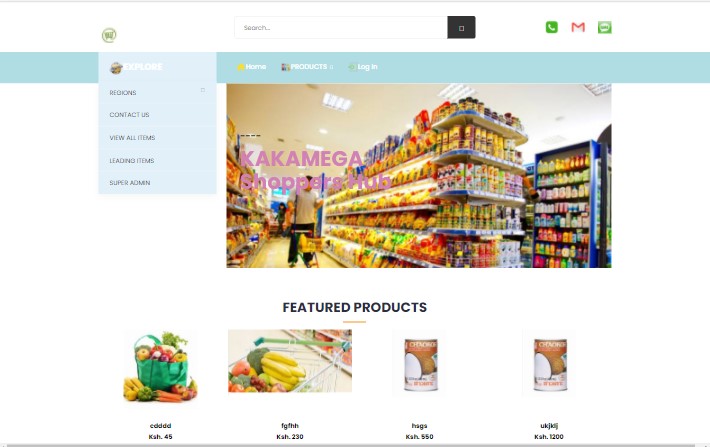 Search...
EXPLORE
Home
PRODUCTS
Log In
REGIONS
CONTACT US
VIEW ALL ITEMS
LEADING ITEMS
SUPER ADMIN
KAKAMEGA
Shoppers Hub
FEATURED PRODUCTS
cddddd
fgfhh
hsgs
ukjklj
Ksh. 45
Ksh. 230
Ksh. 550
Ksh. 1200